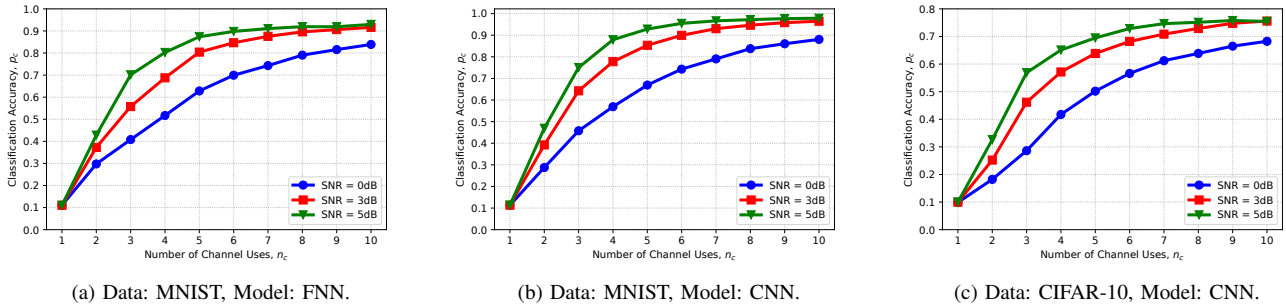 Classification Accuracy, p_c
1.0
0.9
0.8
0.7
0.6
0.5
0.4
0.3
0.2
0.1
0.0
SNR = 0dB
SNR = 3dB
SNR = 5dB
1 2 3 4 5 6 7 8 9 10
Number of Channel Uses, n_c
(a) Data: MNIST, Model: FNN.
Classification Accuracy, p_c
1.0
0.9
0.8
0.7
0.6
0.5
0.4
0.3
0.2
0.1
0.0
SNR = 0dB
SNR = 3dB
SNR = 5dB
1 2 3 4 5 6 7 8 9 10
Number of Channel Uses, n_c
(b) Data: MNIST, Model: CNN.
Classification Accuracy, p_c
0.8
0.7
0.6
0.5
0.4
0.3
0.2
0.1
0.0
SNR = 0dB
SNR = 3dB
SNR = 5dB
1 2 3 4 5 6 7 8 9 10
Number of Channel Uses, n_c
(c) Data: CIFAR-10, Model: CNN.